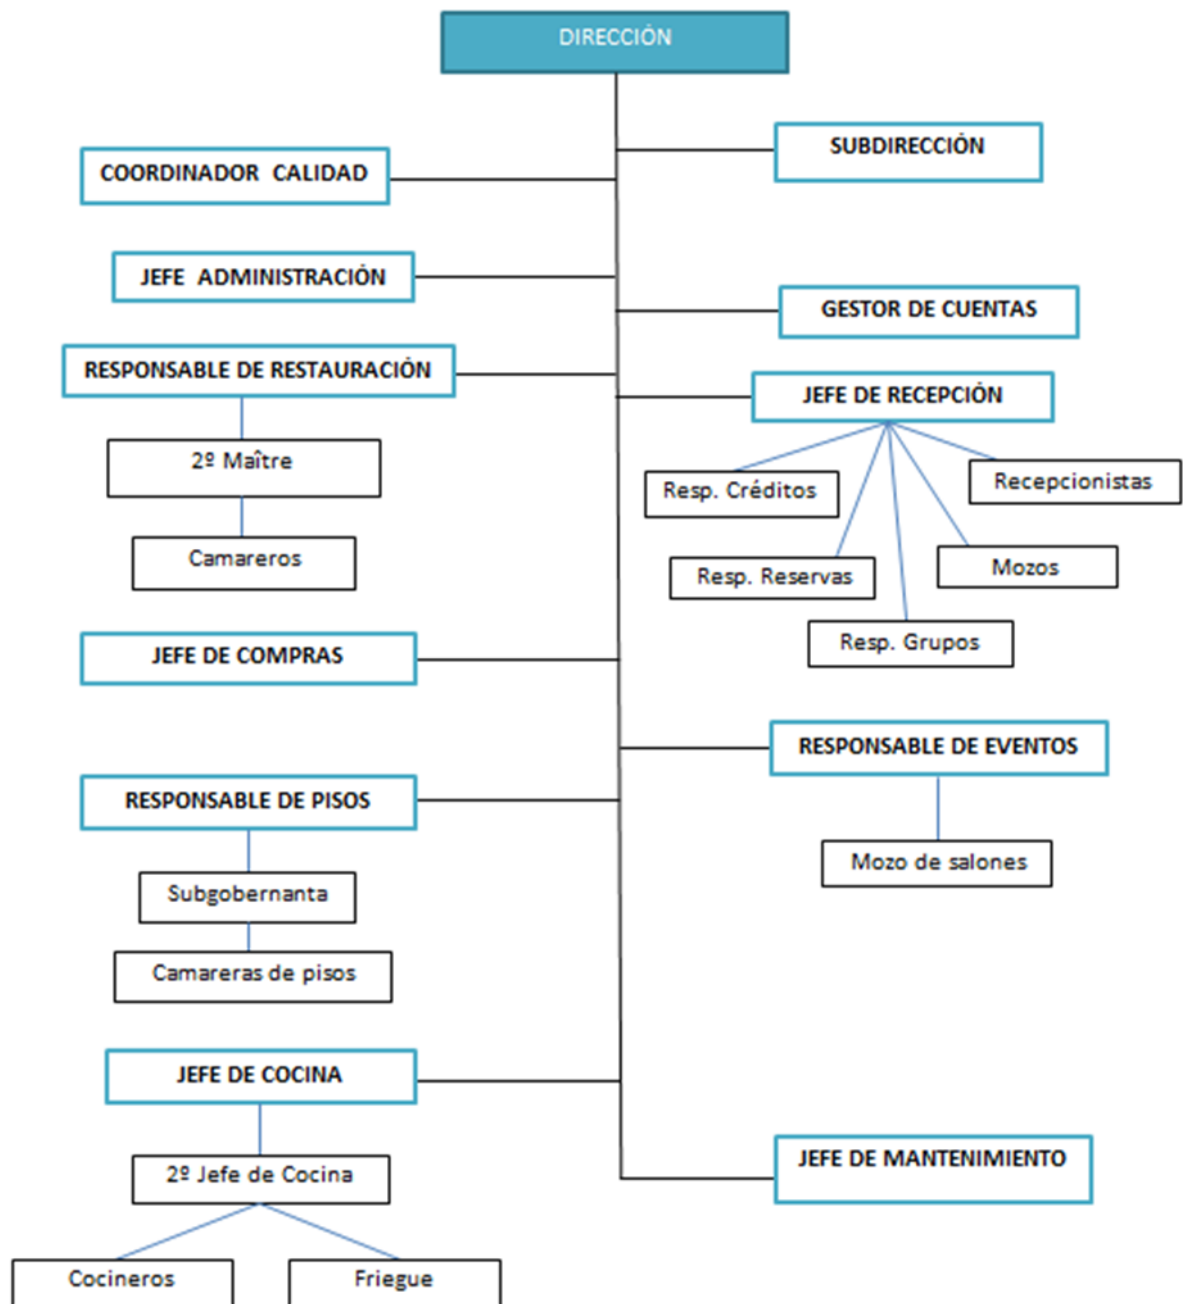 DIRECCIÓN
SUBDIRECCIÓN
COORDINADOR CALIDAD
JEFE ADMINISTRACIÓN
GESTOR DE CUENTAS
RESPONSABLE DE RESTAURACIÓN
JEFE DE RECEPCIÓN
2º Maître
Camareros
Resp. Créditos
Recepcionistas
Resp. Reservas
Mozos
Resp. Grupos
JEFE DE COMPRAS
RESPONSABLE DE EVENTOS
Mozo de salones
RESPONSABLE DE PISOS
Subgobernanta
Camareras de pisos
JEFE DE COCINA
2º Jefe de Cocina
Cocineros
Friegue
JEFE DE MANTENIMIENTO